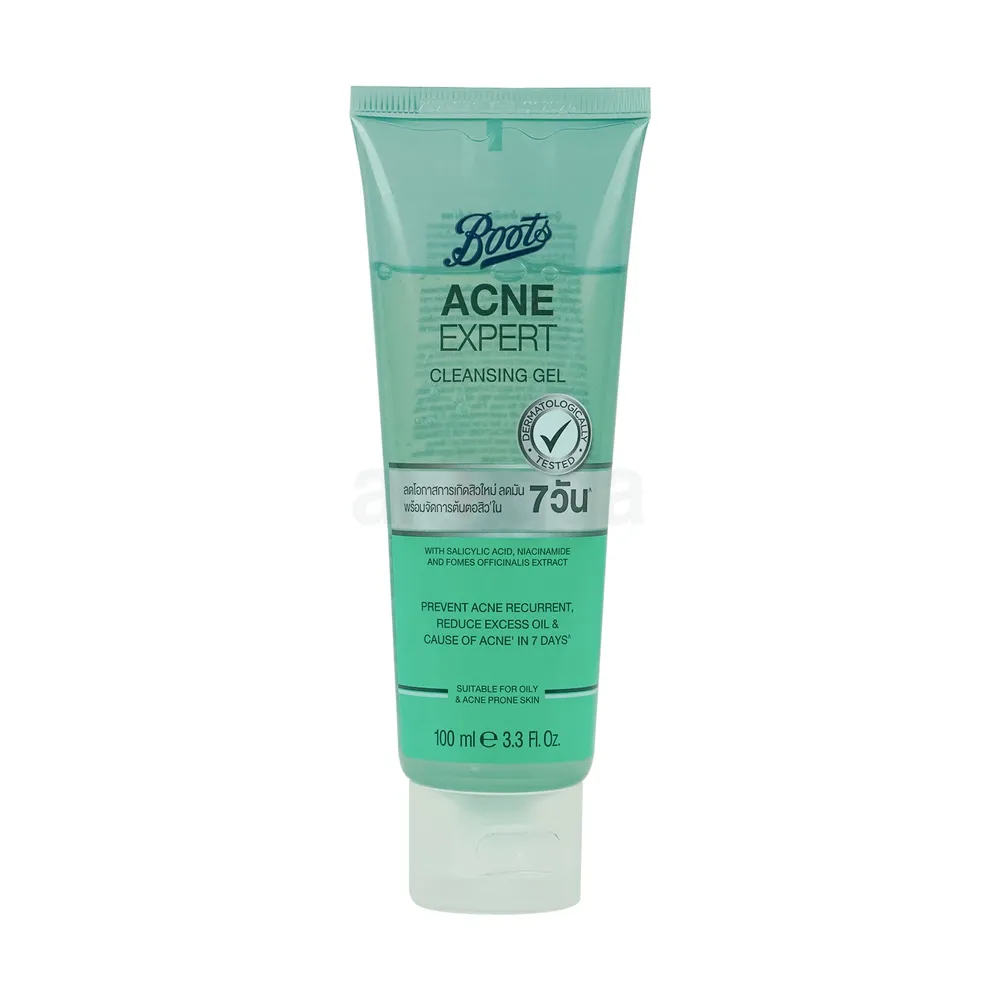 Boots
ACNE
EXPERT
CLEANSING GEL
DERMATOLOGICALLY
TESTED
ลดโอกาสการเกิดสิวใหม่ ลดมัน
พร้อมจัดการต้นตอสิว' ใน 7วัน^
WITH SALICYLIC ACID, NIACINAMIDE
AND FOMES OFFICINALIS EXTRACT
PREVENT ACNE RECURRENT,
REDUCE EXCESS OIL &
CAUSE OF ACNE' IN 7 DAYS^
SUITABLE FOR OILY
& ACNE PRONE SKIN
100 ml ℮ 3.3 Fl. Oz.